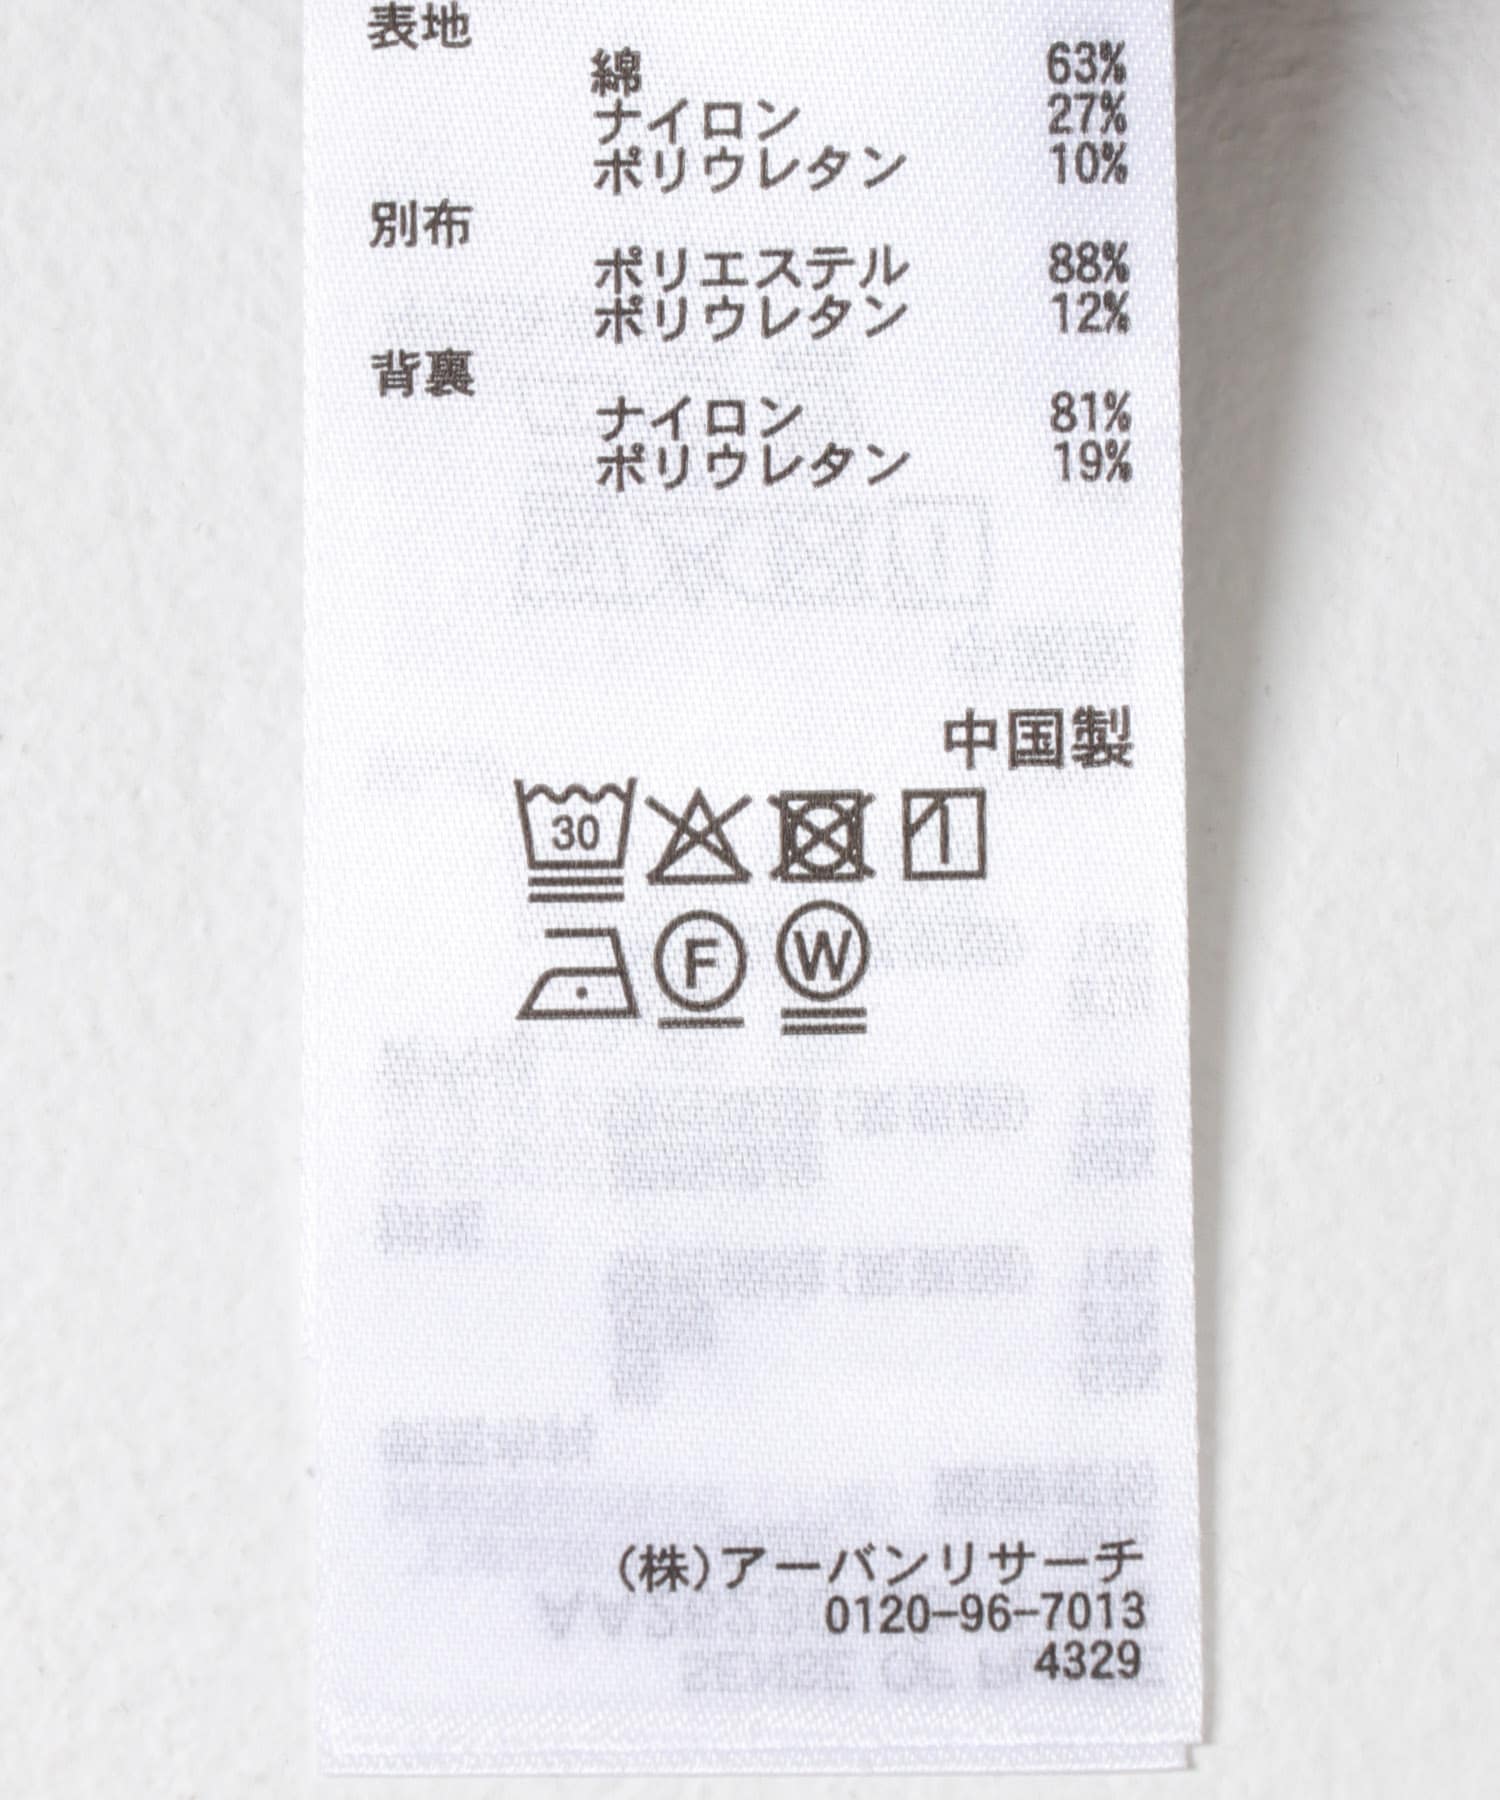 表地
綿 63%
ナイロン 27%
ポリウレタン 10%
別布
ポリエステル 88%
ポリウレタン 12%
背裏
ナイロン 81%
ポリウレタン 19%
中国製
30
F W
(株)アーバンリサーチ
0120-96-7013
4329